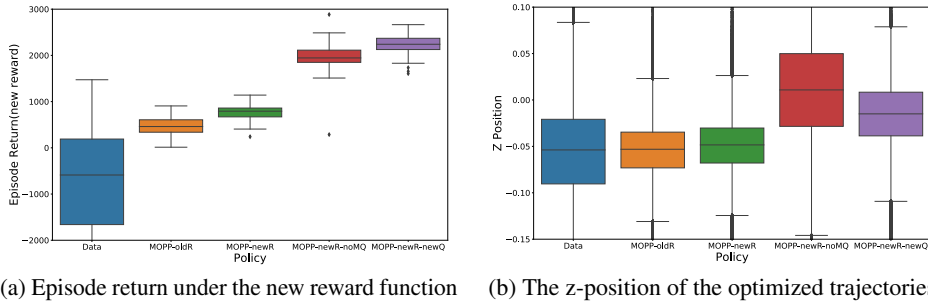 3000
2000
1000
0
−1000
−2000
Episode Return(new reward)
Data
MOPP-oldR
MOPP-newR
MOPP-newR-noMQ
MOPP-newR-newQ
Policy
0.10
0.05
0.00
−0.05
−0.10
−0.15
Z Position
Data
MOPP-oldR
MOPP-newR
MOPP-newR-noMQ
MOPP-newR-newQ
Policy
(a) Episode return under the new reward function
(b) The z-position of the optimized trajectories